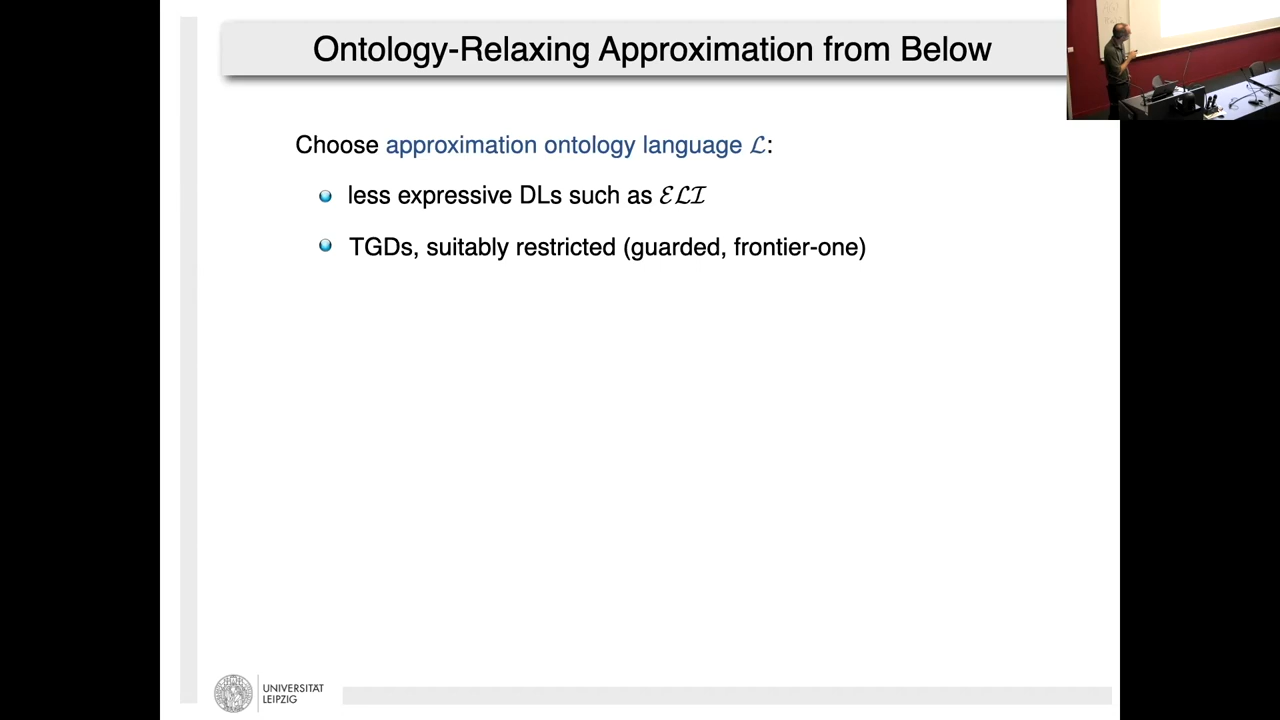 Ontology-Relaxing Approximation from Below
Choose approximation ontology language ℒ:
less expressive DLs such as ℰℒℐ
TGDs, suitably restricted (guarded, frontier-one)
UNIVERSITÄT
LEIPZIG